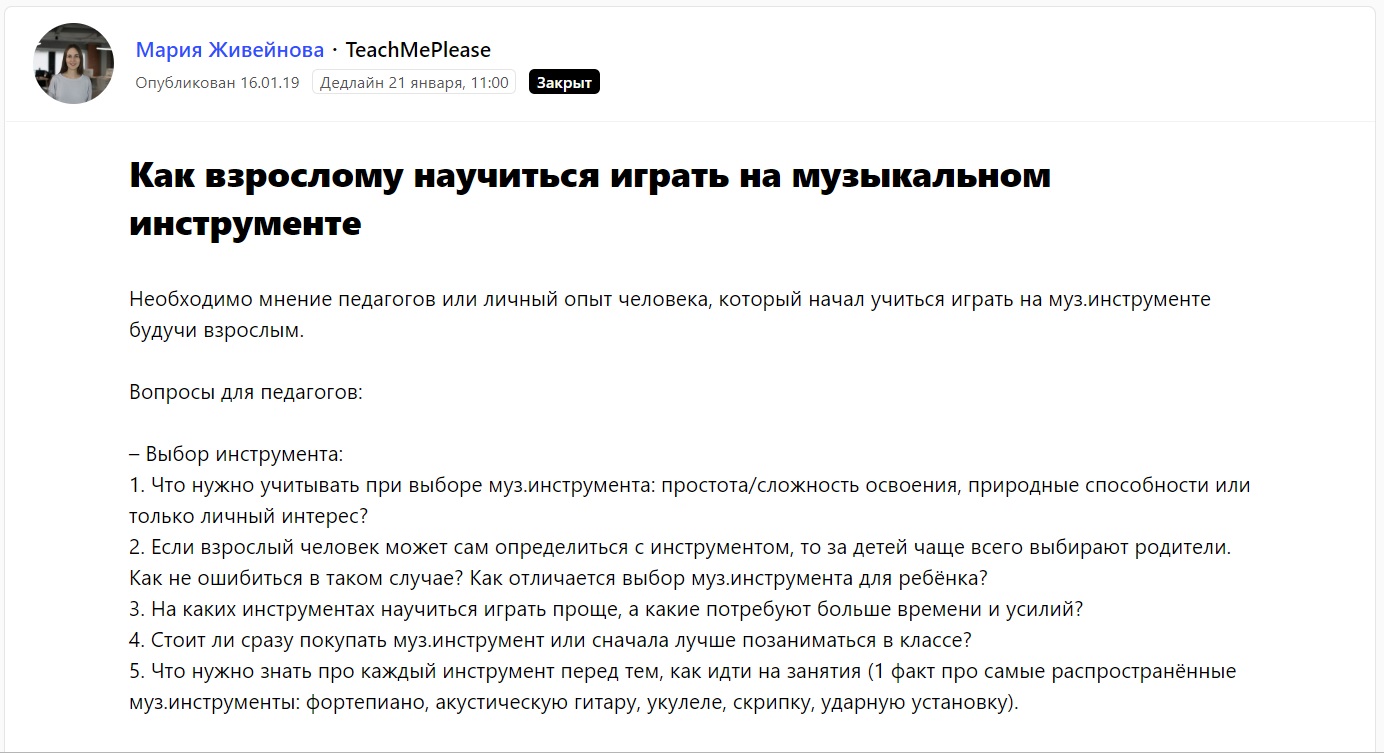 Мария Живейнова · TeachMePlease
Опубликован 16.01.19 Дедлайн 21 января, 11:00 Закрыт
Как взрослому научиться играть на музыкальном
инструменте
Необходимо мнение педагогов или личный опыт человека, который начал учиться играть на муз.инструменте
будучи взрослым.
Вопросы для педагогов:
– Выбор инструмента:
1. Что нужно учитывать при выборе муз.инструмента: простота/сложность освоения, природные способности или
только личный интерес?
2. Если взрослый человек может сам определиться с инструментом, то за детей чаще всего выбирают родители.
Как не ошибиться в таком случае? Как отличается выбор муз.инструмента для ребёнка?
3. На каких инструментах научиться играть проще, а какие потребуют больше времени и усилий?
4. Стоит ли сразу покупать муз.инструмент или сначала лучше позаниматься в классе?
5. Что нужно знать про каждый инструмент перед тем, как идти на занятия (1 факт про самые распространённые
муз.инструменты: фортепиано, акустическую гитару, укулеле, скрипку, ударную установку).